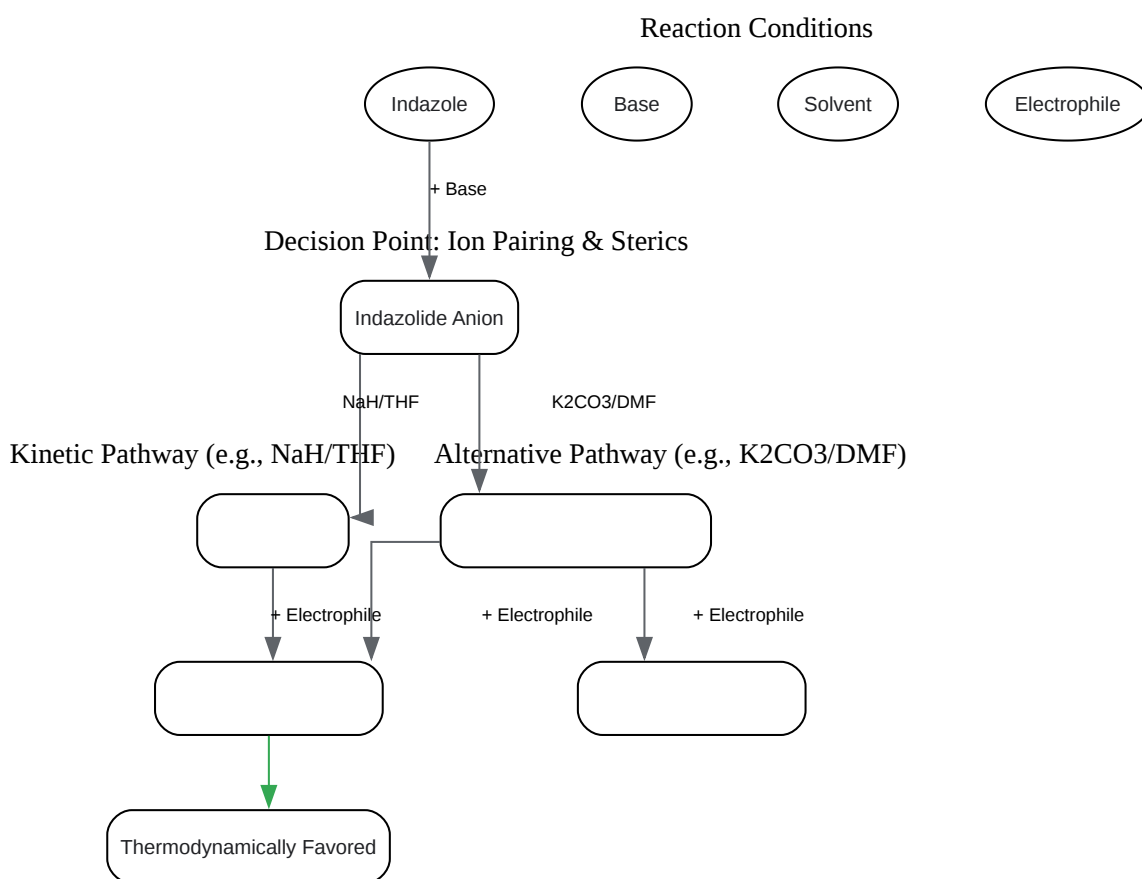 Reaction Conditions
Indazole
Base
Solvent
Electrophile
+ Base
Decision Point: Ion Pairing & Sterics
Indazolide Anion
NaH/THF
K2CO3/DMF
Kinetic Pathway (e.g., NaH/THF)
Alternative Pathway (e.g., K2CO3/DMF)
+ Electrophile
+ Electrophile
+ Electrophile
Thermodynamically Favored